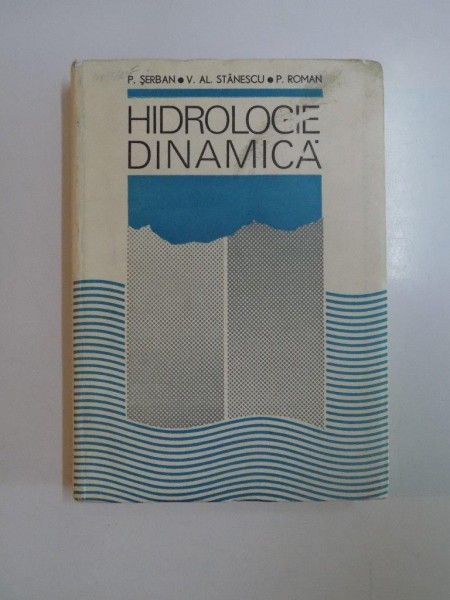 P. ŞERBAN • V. AL. STĂNESCU • P. ROMAN
HIDROLOGIE
DINAMICĂ